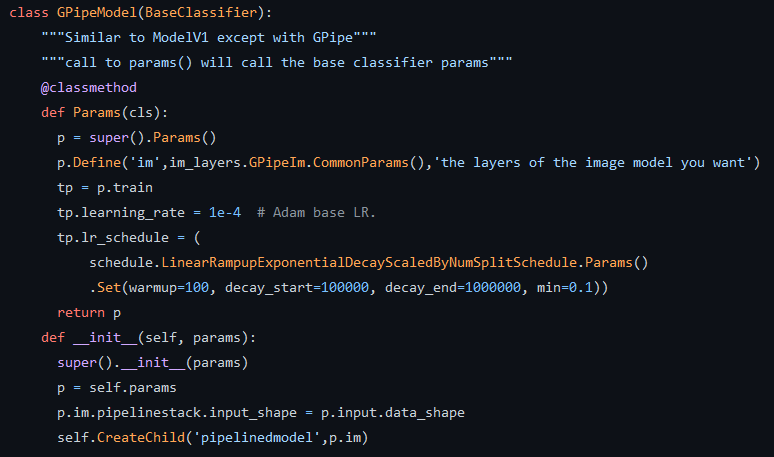 class GPipeModel(BaseClassifier):
    """Similar to ModelV1 except with GPipe"""
    """call to params() will call the base classifier params"""
    @classmethod
    def Params(cls):
      p = super().Params()
      p.Define('im',im_layers.GPipeIm.CommonParams(),'the layers of the image model you want')
      tp = p.train
      tp.learning_rate = 1e-4  # Adam base LR.
      tp.lr_schedule = (
          schedule.LinearRampupExponentialDecayScaledByNumSplitSchedule.Params()
          .Set(warmup=100, decay_start=100000, decay_end=1000000, min=0.1))
      return p
    def __init__(self, params):
      super().__init__(params)
      p = self.params
      p.im.pipelinestack.input_shape = p.input.data_shape
      self.CreateChild('pipelinedmodel',p.im)